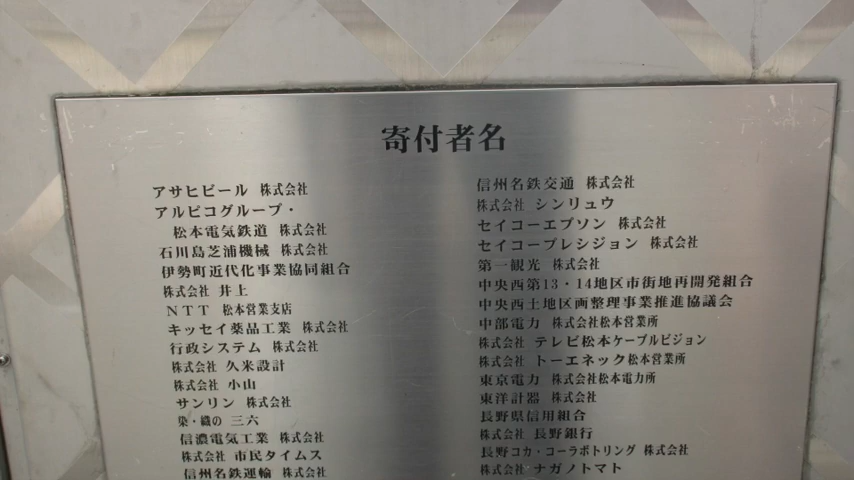 寄付者名
アサヒビール 株式会社
アルピコグループ・
松本電気鉄道 株式会社
石川島芝浦機械 株式会社
伊勢町近代化事業協同組合
株式会社 井上
NTT 松本営業支店
キッセイ薬品工業 株式会社
行政システム 株式会社
株式会社 久米設計
株式会社 小山
サンリン 株式会社
染・織の 三六
信濃電気工業 株式会社
株式会社 市民タイムス
信州名鉄運輸 株式会社
信州名鉄交通 株式会社
株式会社 シンリュウ
セイコーエプソン 株式会社
セイコープレシジョン 株式会社
第一観光 株式会社
中央西第13・14地区市街地再開発組合
中央西土地区画整理事業推進協議会
中部電力 株式会社松本営業所
株式会社 テレビ松本ケーブルビジョン
株式会社 トーエネック松本営業所
東京電力 株式会社松本電力所
東洋計器 株式会社
長野県信用組合
株式会社 長野銀行
長野コカ・コーラボトリング 株式会社
株式会社 ナガノトマト